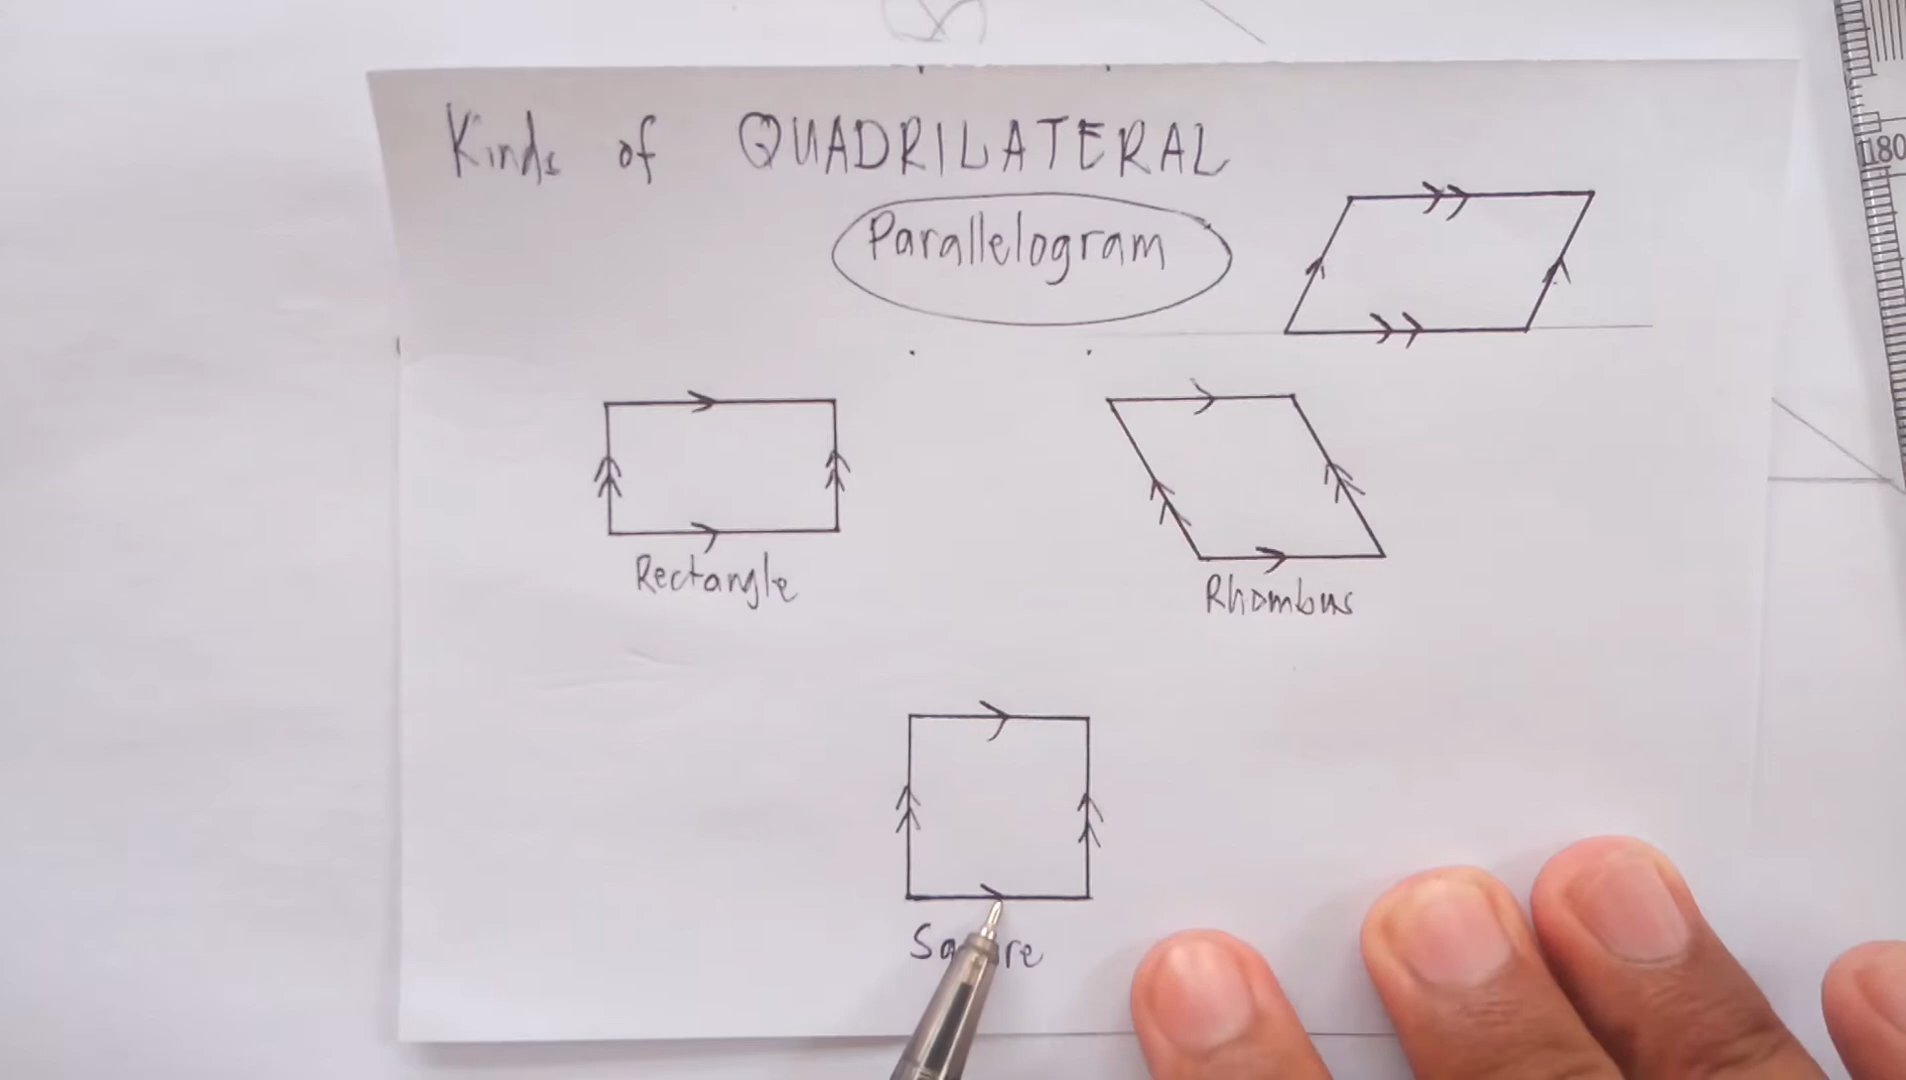 Kinds of QUADRILATERAL
Parallelogram
Rectangle
Rhombus
180